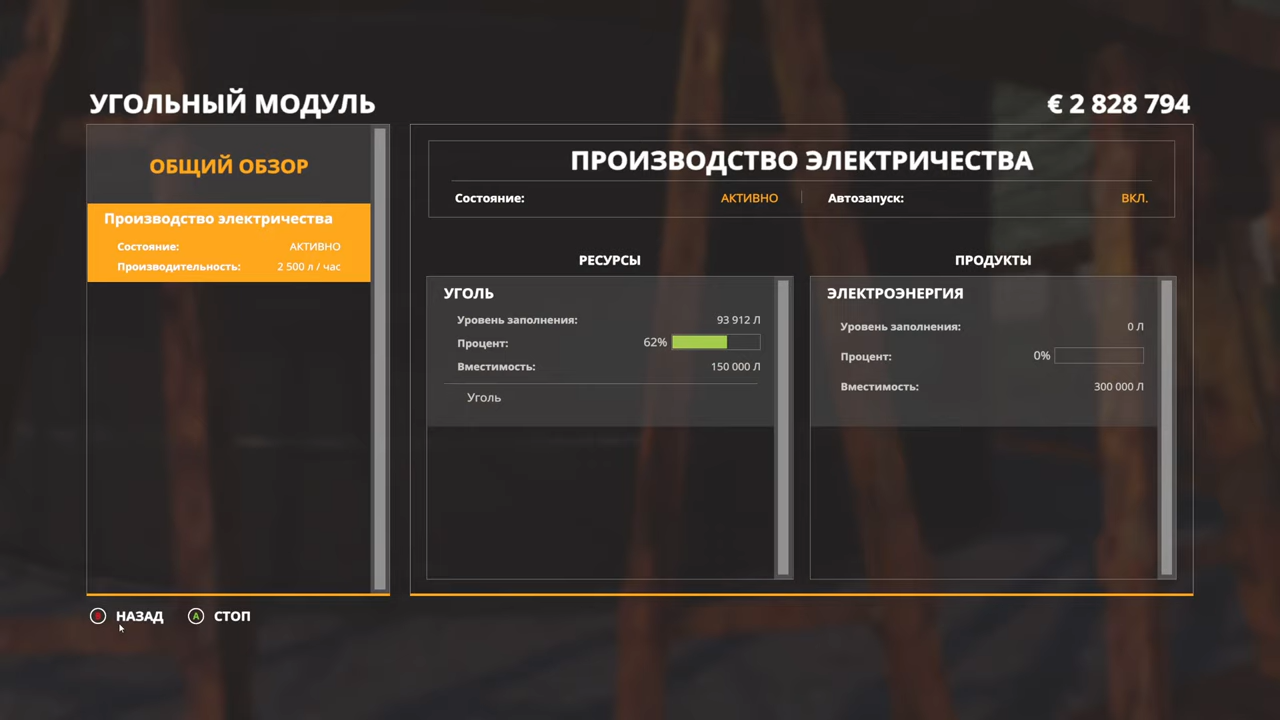 УГОЛЬНЫЙ МОДУЛЬ
€ 2 828 794
ОБЩИЙ ОБЗОР
Производство электричества
Состояние: АКТИВНО
Производительность: 2 500 л / час
ПРОИЗВОДСТВО ЭЛЕКТРИЧЕСТВА
Состояние: АКТИВНО
Автозапуск: ВКЛ.
РЕСУРСЫ
УГОЛЬ
Уровень заполнения: 93 912 Л
Процент: 62%
Вместимость: 150 000 Л
Уголь
ПРОДУКТЫ
ЭЛЕКТРОЭНЕРГИЯ
Уровень заполнения: 0 Л
Процент: 0%
Вместимость: 300 000 Л
B НАЗАД
A СТОП